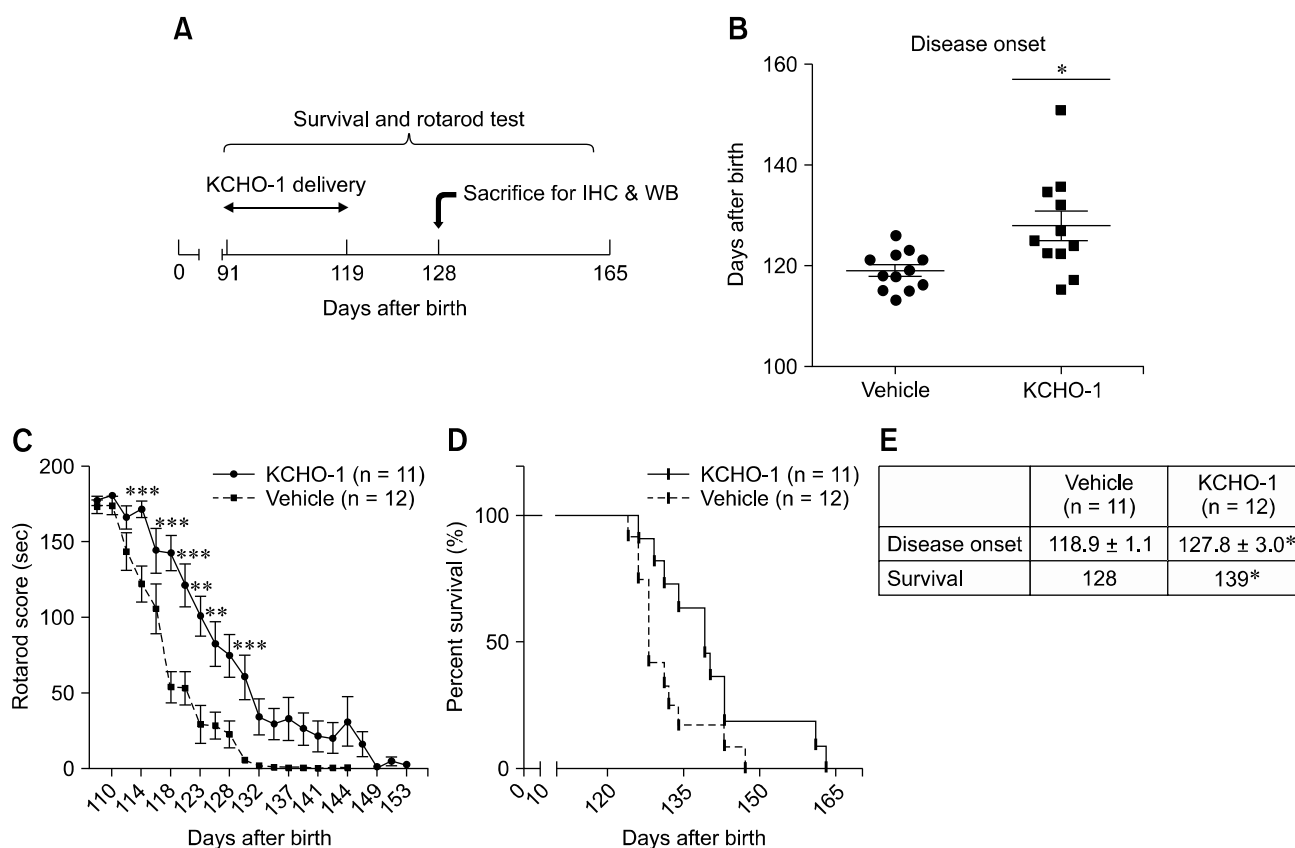 A
Survival and rotarod test
KCHO-1 delivery
Sacrifice for IHC & WB
0 91 119 128 165
Days after birth
B
Disease onset
*
160
140
120
100
Days after birth
Vehicle KCHO-1
C
KCHO-1 (n = 11)
Vehicle (n = 12)
***
***
***
**
**
***
200
150
100
50
0
Rotarod score (sec)
110 114 118 123 128 132 137 141 144 149 153
Days after birth
D
KCHO-1 (n = 11)
Vehicle (n = 12)
100
50
0
Percent survival (%)
0 10 120 135 150 165
Days after birth
E
Vehicle KCHO-1
(n = 11) (n = 12)
Disease onset 118.9 ± 1.1 127.8 ± 3.0*
Survival 128 139*